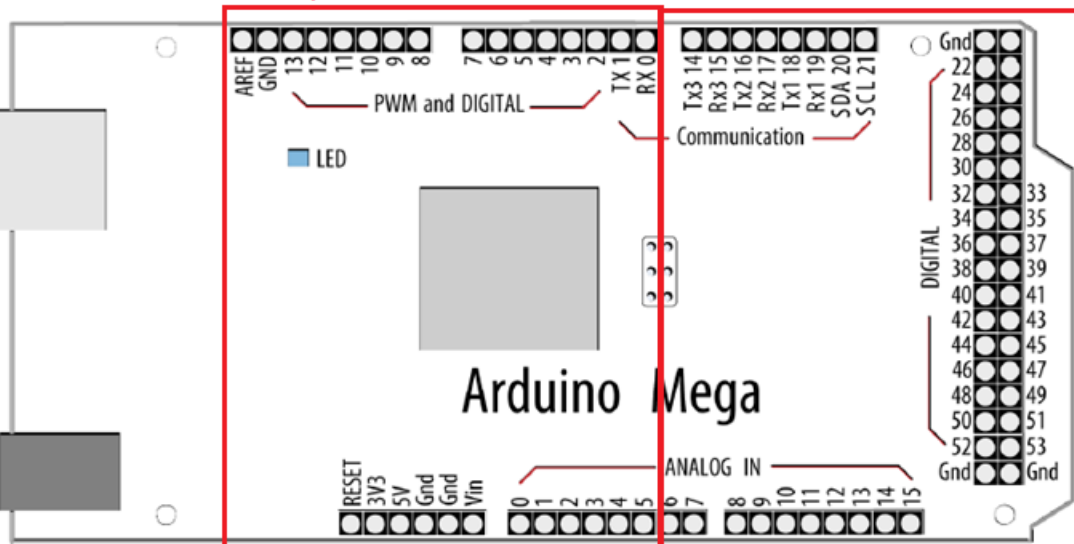 AREF GND 13 12 11 10 9 8 7 6 5 4 3 2 TX 1 RX 0 Tx3 14 Rx3 15 Tx2 16 Rx2 17 Tx1 18 Rx1 19 SDA 20 SCL 21
PWM and DIGITAL
Communication
LED
Gnd
22
24
26
28
30
32 33
34 35
36 37
38 39
40 41
42 43
44 45
46 47
48 49
50 51
52 53
Gnd Gnd
DIGITAL
Arduino Mega
ANALOG IN
RESET 3V3 5V Gnd Gnd Vin 0 1 2 3 4 5 6 7 8 9 10 11 12 13 14 15